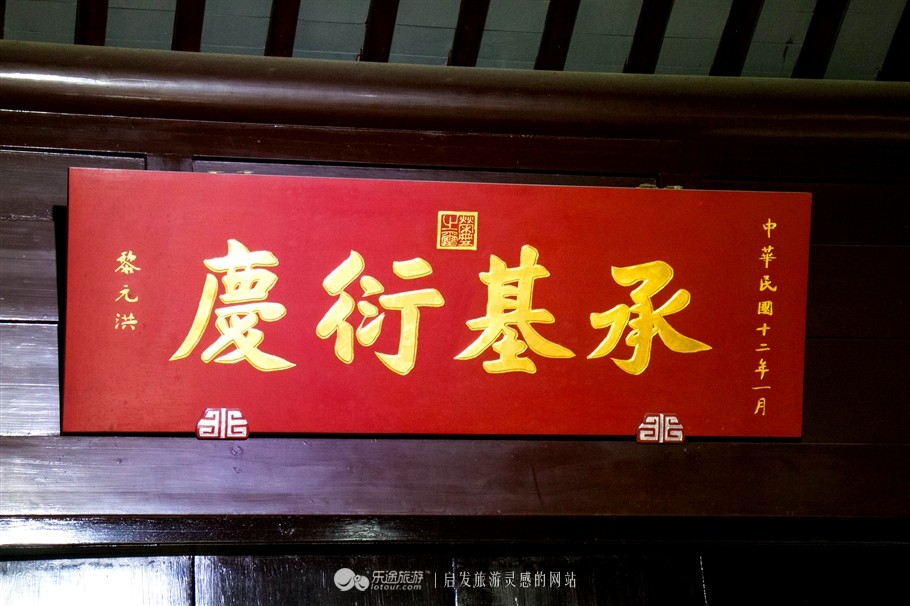 中華民國十二年一月
承基衍慶
黎元洪
乐途旅游
lotour.com
启发旅游灵感的网站